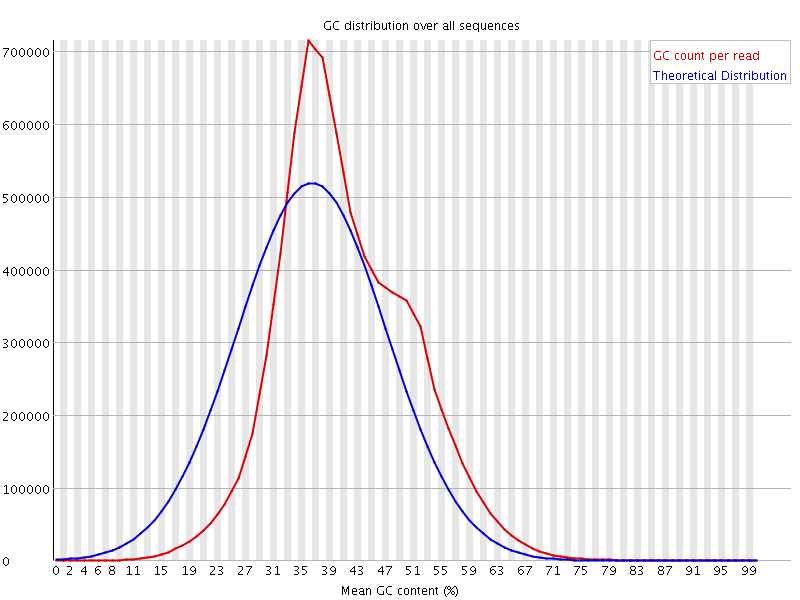 GC distribution over all sequences
GC count per read
Theoretical Distribution
700000
600000
500000
400000
300000
200000
100000
0
0 2 4 6 8 11 15 19 23 27 31 35 39 43 47 51 55 59 63 67 71 75 79 83 87 91 95 99
Mean GC content (%)